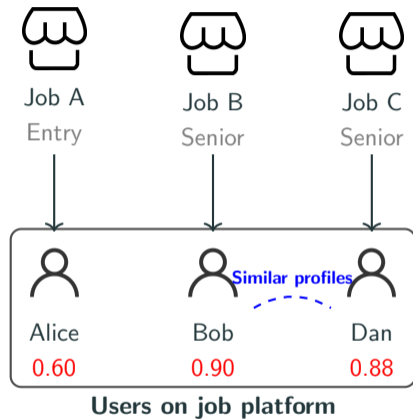 Job A
Job B
Job C
Entry
Senior
Senior
Similar profiles
Alice
Bob
Dan
0.60
0.90
0.88
Users on job platform